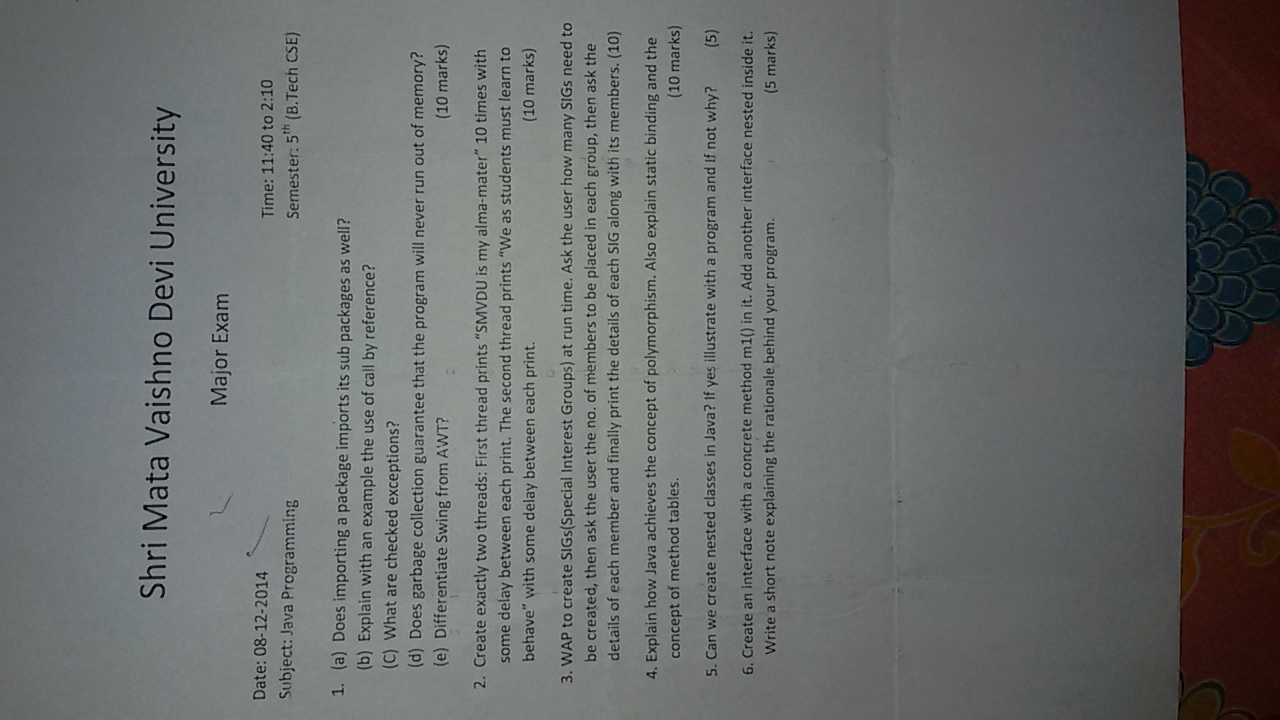 Shri Mata Vaishno Devi University
Major Exam
Date: 08-12-2014
Time: 11:40 to 2:10
Subject: Java Programming
Semester: 5th (B.Tech CSE)
1. (a) Does importing a package imports its sub packages as well?
(b) Explain with an example the use of call by reference?
(C) What are checked exceptions?
(d) Does garbage collection guarantee that the program will never run out of memory?
(e) Differentiate Swing from AWT? (10 marks)
2. Create exactly two threads: First thread prints “SMVDU is my alma-mater” 10 times with
some delay between each print. The second thread prints “We as students must learn to
behave” with some delay between each print. (10 marks)
3. WAP to create SIGs(Special Interest Groups) at run time. Ask the user how many SIGs need to
be created, then ask the user the no. of members to be placed in each group, then ask the
details of each member and finally print the details of each SIG along with its members. (10)
4. Explain how Java achieves the concept of polymorphism. Also explain static binding and the
concept of method tables. (10 marks)
5. Can we create nested classes in Java? If yes illustrate with a program and If not why? (5)
6. Create an interface with a concrete method m1() in it. Add another interface nested inside it.
Write a short note explaining the rationale behind your program. (5 marks)